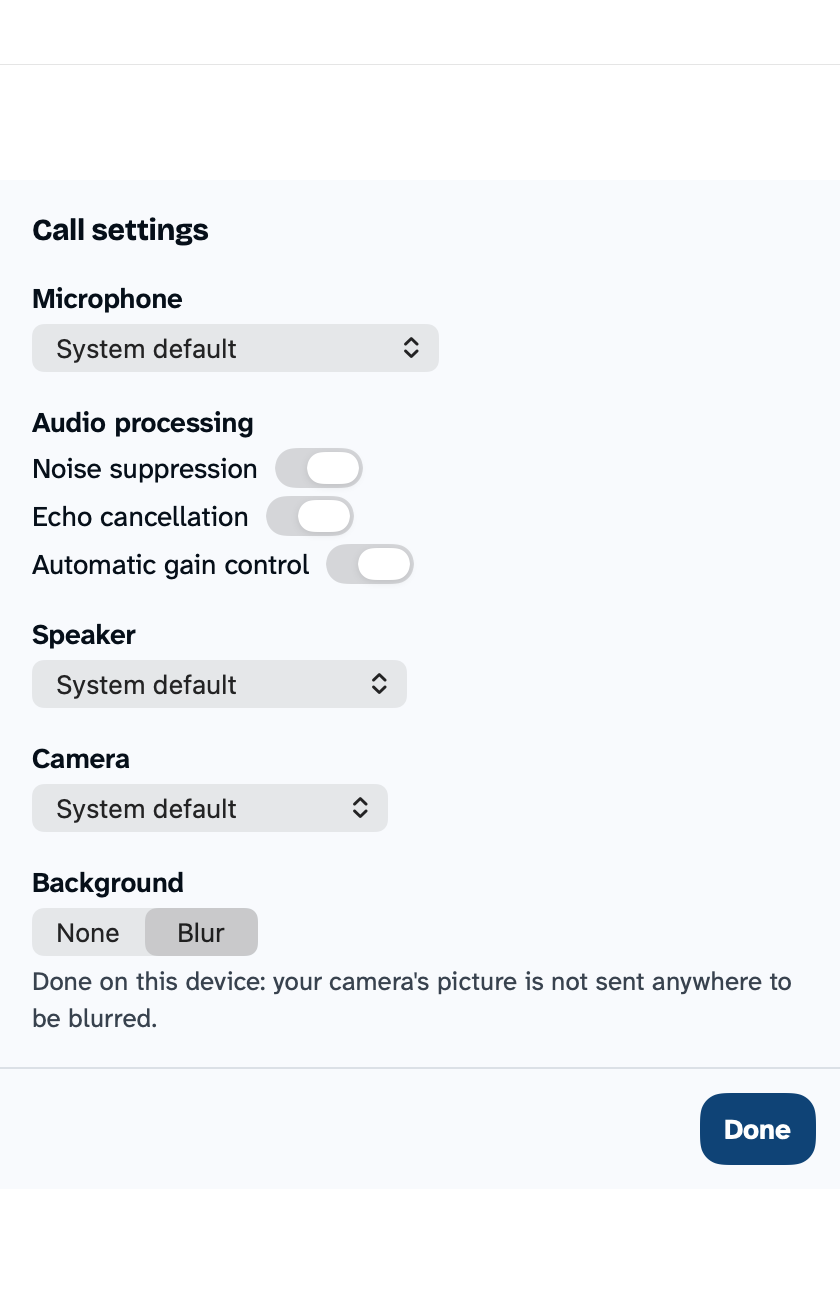 Call settings
Microphone
System default
Audio processing
Noise suppression
Echo cancellation
Automatic gain control
Speaker
System default
Camera
System default
Background
None Blur
Done on this device: your camera's picture is not sent anywhere to
be blurred.
Done